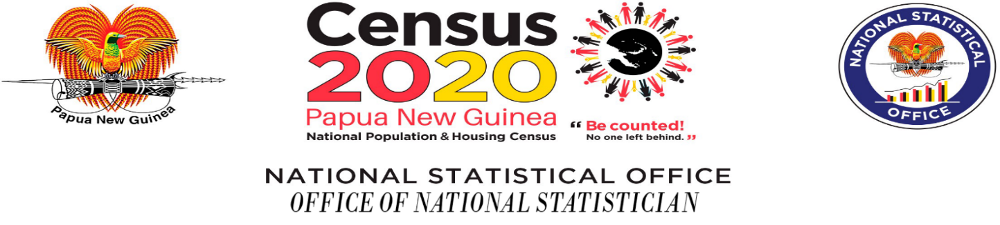 Papua New Guinea
Census
2020
Papua New Guinea
National Population & Housing Census
“ Be counted!
No one left behind. ”
NATIONAL STATISTICAL
OFFICE
NATIONAL STATISTICAL OFFICE
OFFICE OF NATIONAL STATISTICIAN